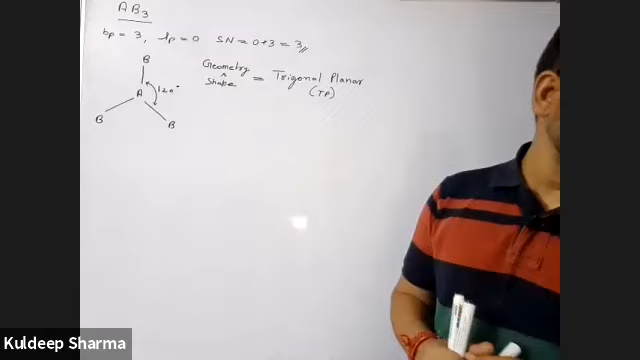 AB3
bp = 3, lp = 0 SN = 0+3 = 3
Geometry
Shape = Trigonal Planar
(TP)
B
A 120°
B B
Kuldeep Sharma